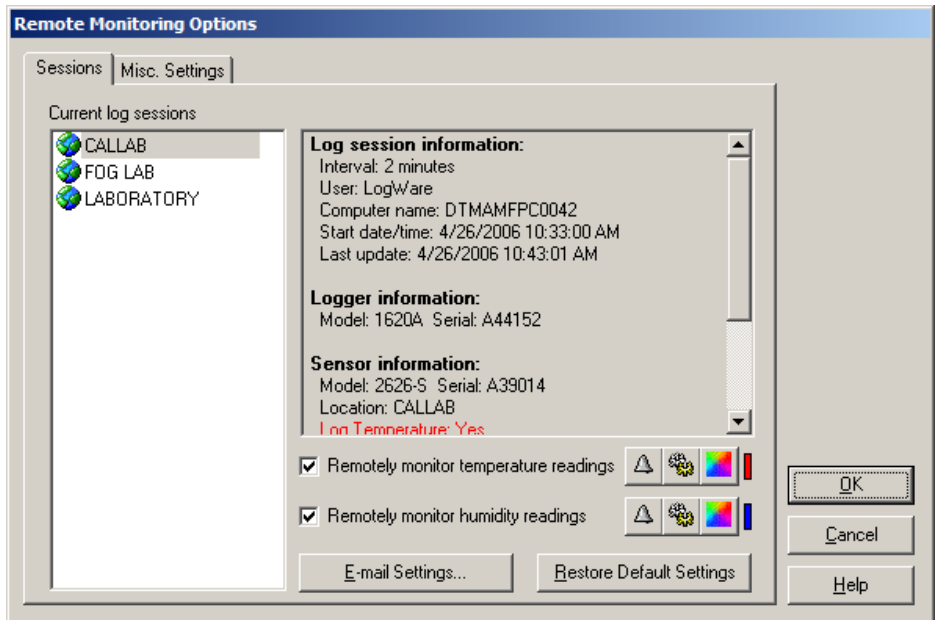 Remote Monitoring Options
Sessions
Misc. Settings
Current log sessions
CALLAB
FOG LAB
LABORATORY
Log session information:
Interval: 2 minutes
User: LogWare
Computer name: DTMAMFPC0042
Start date/time: 4/26/2006 10:33:00 AM
Last update: 4/26/2006 10:43:01 AM
Logger information:
Model: 1620A  Serial: A44152
Sensor information:
Model: 2626-S  Serial: A39014
Location: CALLAB
Log Temperature: Yes
Remotely monitor temperature readings
Remotely monitor humidity readings
E-mail Settings...
Restore Default Settings
OK
Cancel
Help